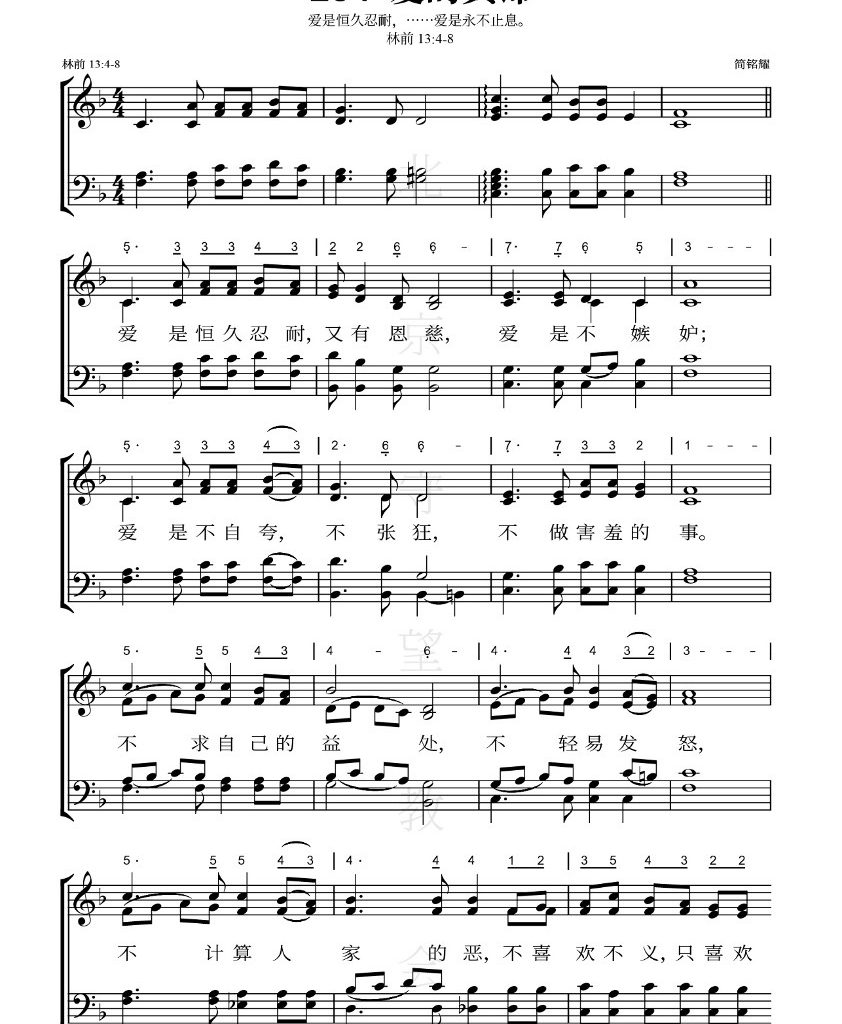 爱是恒久忍耐，……爱是永不止息。
林前 13:4-8
林前 13:4-8
简铭耀
5· 3 3 3 4 3 | 2 2 6 6 - | 7· 7 6 5 | 3 - - - |
爱 是 恒 久 忍 耐，又 有 恩 慈， 爱 是 不 嫉 妒；
5· 3 3 3 4 3 | 2· 6 6 - | 7· 7 3 3 2 | 1 - - - |
爱 是 不 自 夸， 不 张 狂， 不 做 害 羞 的 事。
5· 5 5 4 3 | 4 - 6 - | 4· 4 4 3 2 | 3 - - - |
不 求 自 己 的 益 处， 不 轻 易 发 怒，
5· 5 5 4 3 | 4· 4 4 1 2 | 3 5 4 3 2 2
不 计 算 人 家 的 恶，不 喜 欢 不 义，只 喜 欢
北京守望教会